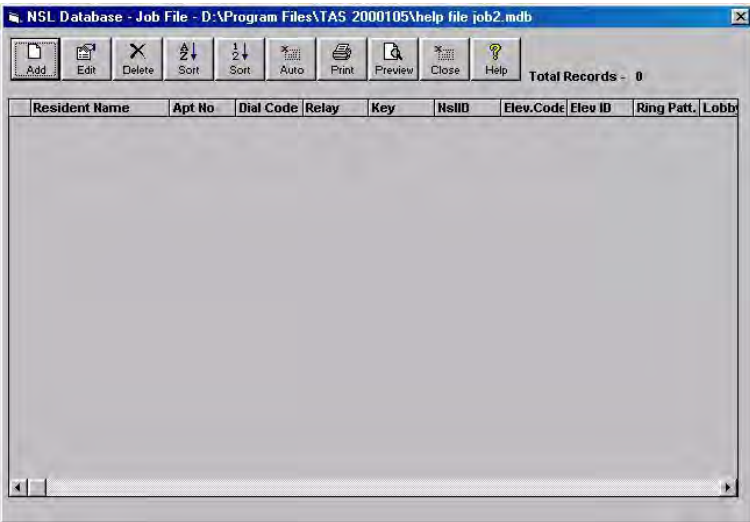 NSL Database - Job File - D:\Program Files\TAS 2000105\help file job2.mdb
Add Edit Delete Sort Sort Auto Print Preview Close Help Total Records - 0
Resident Name Apt No Dial Code Relay Key NslID Elev.Code Elev ID Ring Patt. Lobby